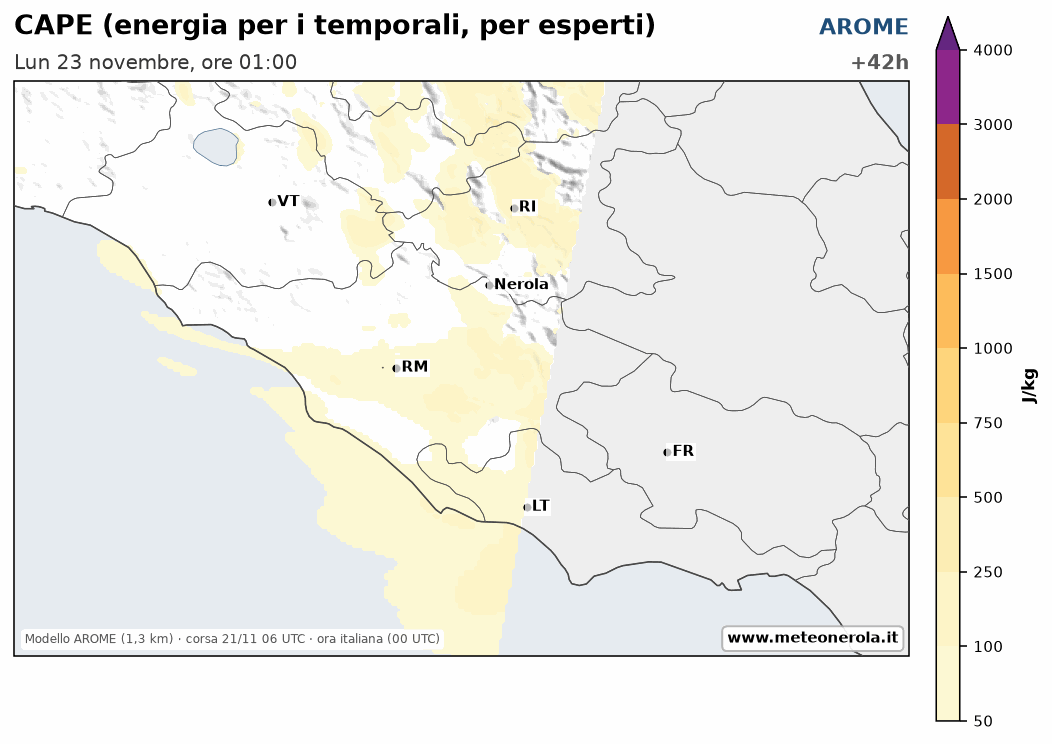 CAPE (energia per i temporali, per esperti)
AROME
Lun 23 novembre, ore 01:00
+42h
VT
RI
Nerola
RM
FR
LT
4000
3000
2000
1500
1000
750
500
250
100
50
J/kg
Modello AROME (1,3 km) · corsa 21/11 06 UTC · ora italiana (00 UTC)
www.meteonerola.it